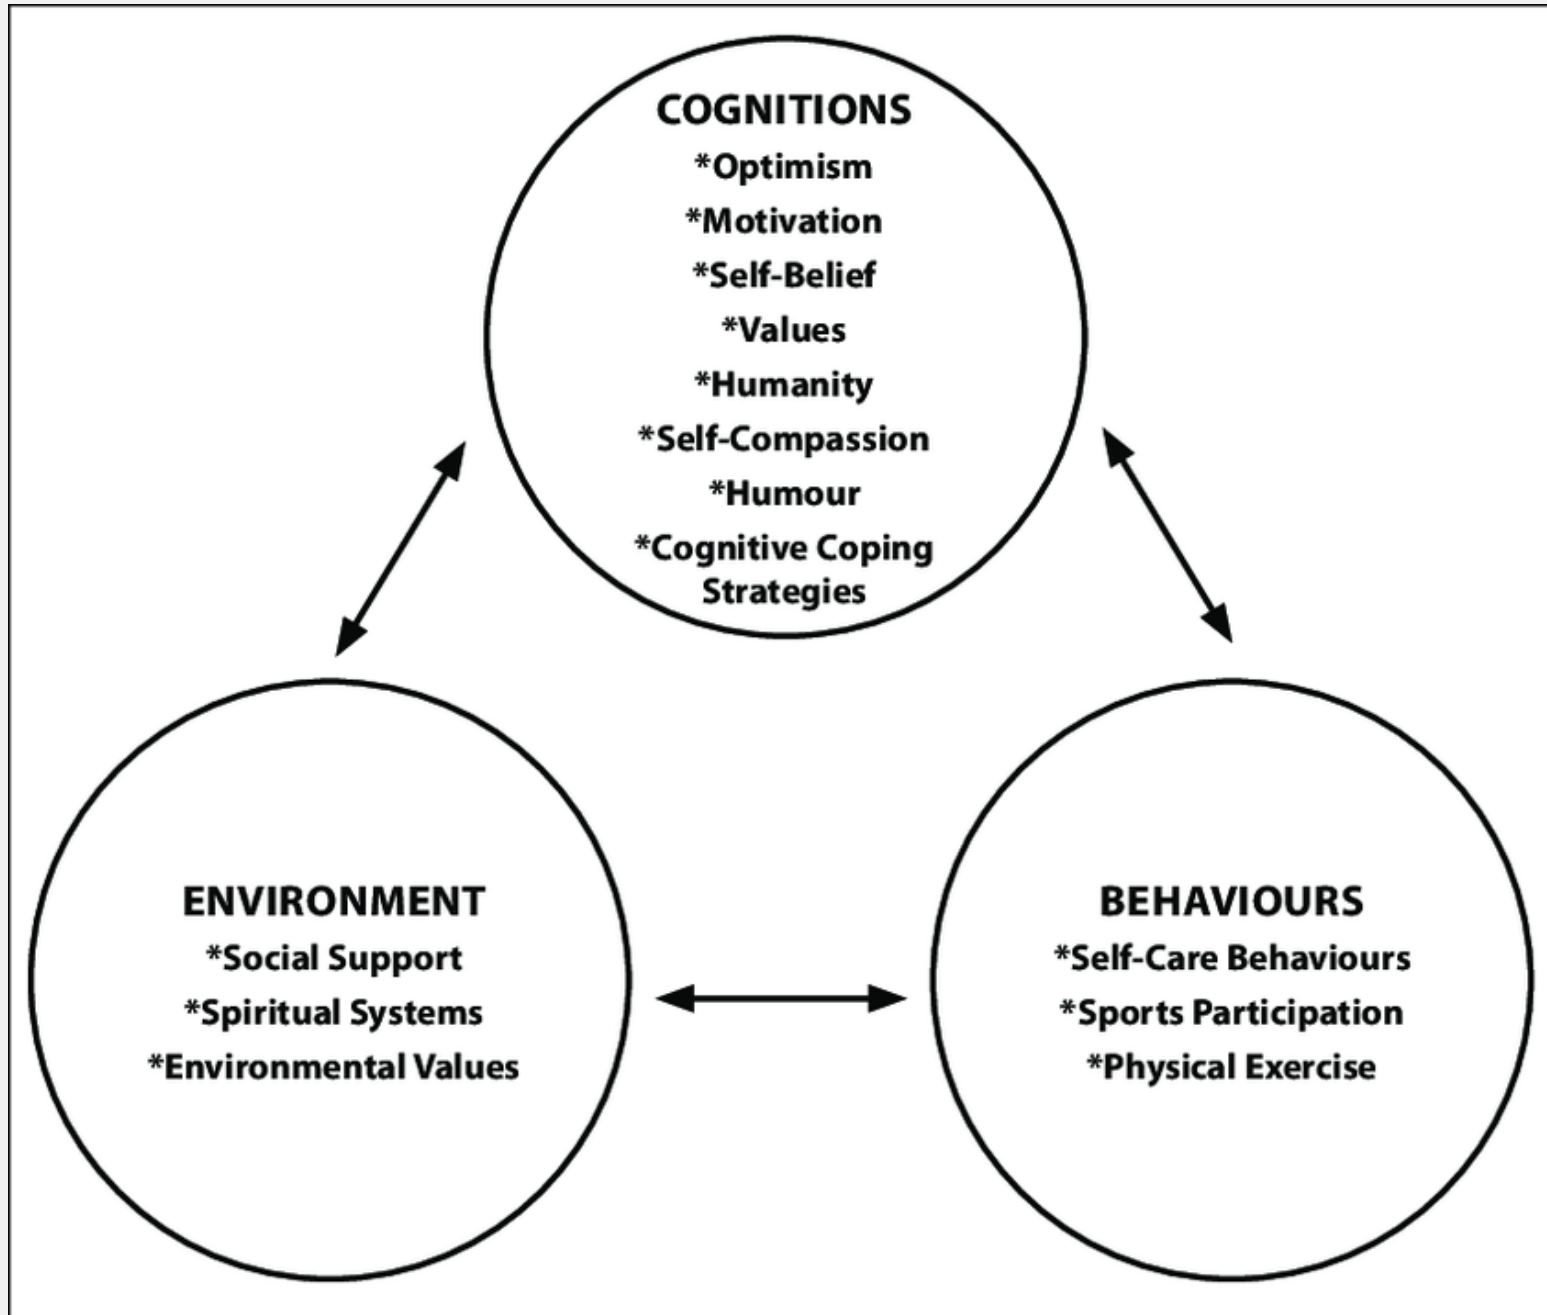 COGNITIONS
*Optimism
*Motivation
*Self-Belief
*Values
*Humanity
*Self-Compassion
*Humour
*Cognitive Coping
Strategies
ENVIRONMENT
*Social Support
*Spiritual Systems
*Environmental Values
BEHAVIOURS
*Self-Care Behaviours
*Sports Participation
*Physical Exercise